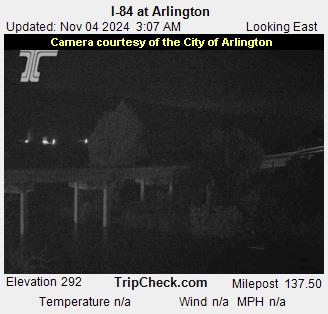 I-84 at Arlington
Updated: Nov 04 2024 3:07 AM Looking East
Camera courtesy of the City of Arlington
Elevation 292 TripCheck.com Milepost 137.50
Temperature n/a Wind n/a MPH n/a